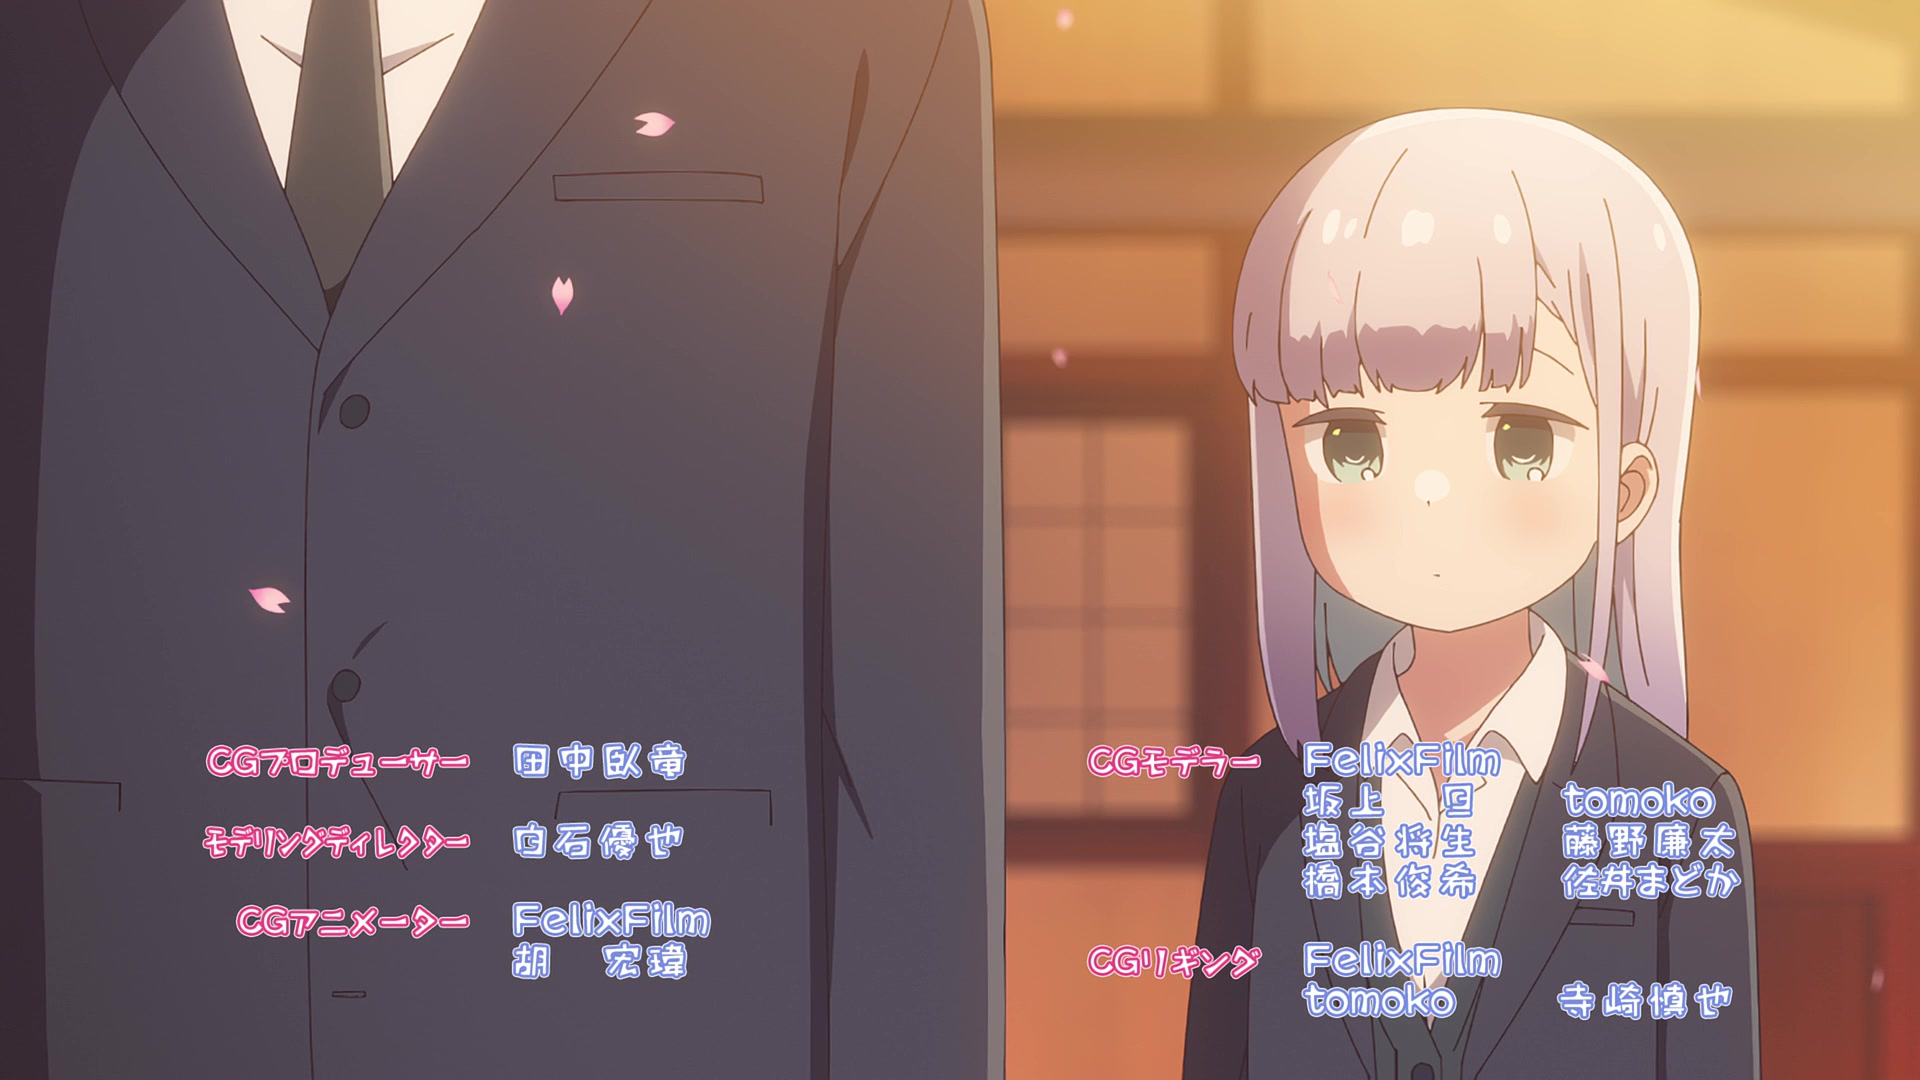 CGプロデューサー 田中臥竜
モデリングディレクター 白石優也
CGアニメーター FelixFilm
胡 宏瑋
CGモデラー FelixFilm
坂上 亘 tomoko
塩谷将生 藤野廉太
橋本俊希 佐井まどか
CGリギング FelixFilm
tomoko 寺崎慎也